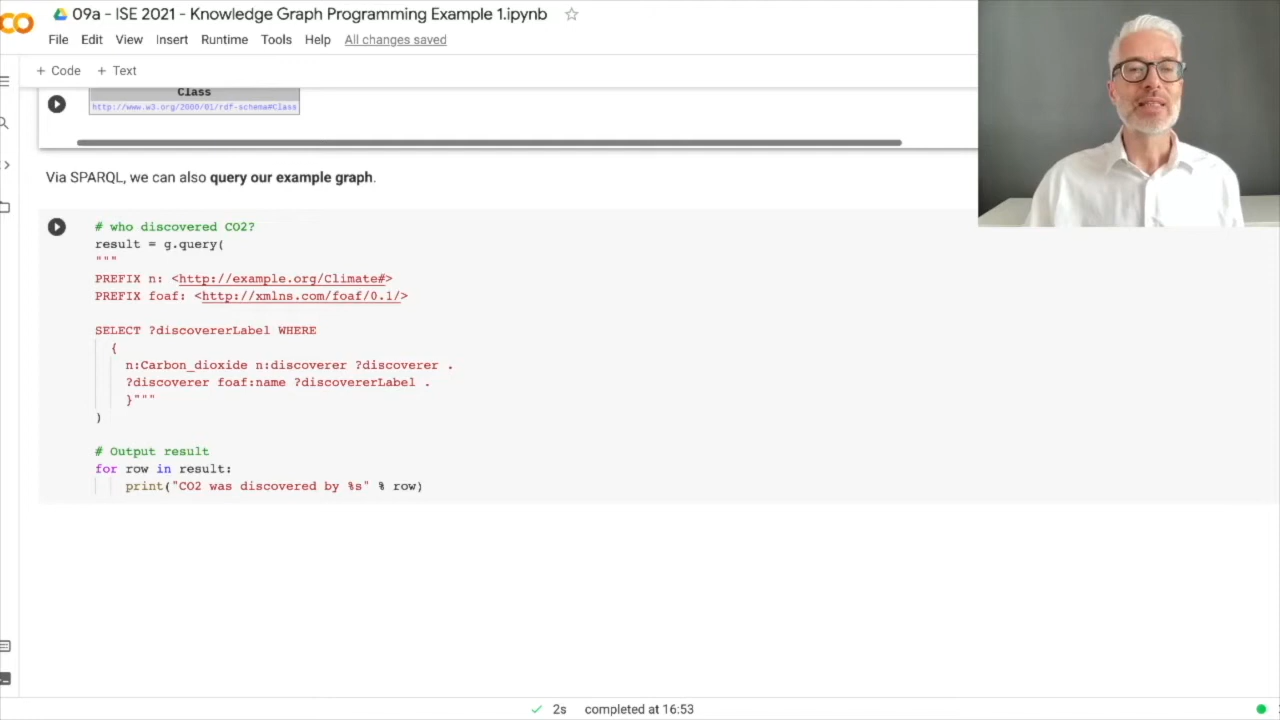 09a - ISE 2021 - Knowledge Graph Programming Example 1.ipynb
File Edit View Insert Runtime Tools Help All changes saved
+ Code + Text
Class
http://www.w3.org/2000/01/rdf-schema#Class
Via SPARQL, we can also query our example graph.
# who discovered CO2?
result = g.query(
"""
PREFIX n: <http://example.org/Climate#>
PREFIX foaf: <http://xmlns.com/foaf/0.1/>
SELECT ?discovererLabel WHERE
{
n:Carbon_dioxide n:discoverer ?discoverer .
?discoverer foaf:name ?discovererLabel .
}"""
)
# Output result
for row in result:
print("CO2 was discovered by %s" % row)
2s completed at 16:53